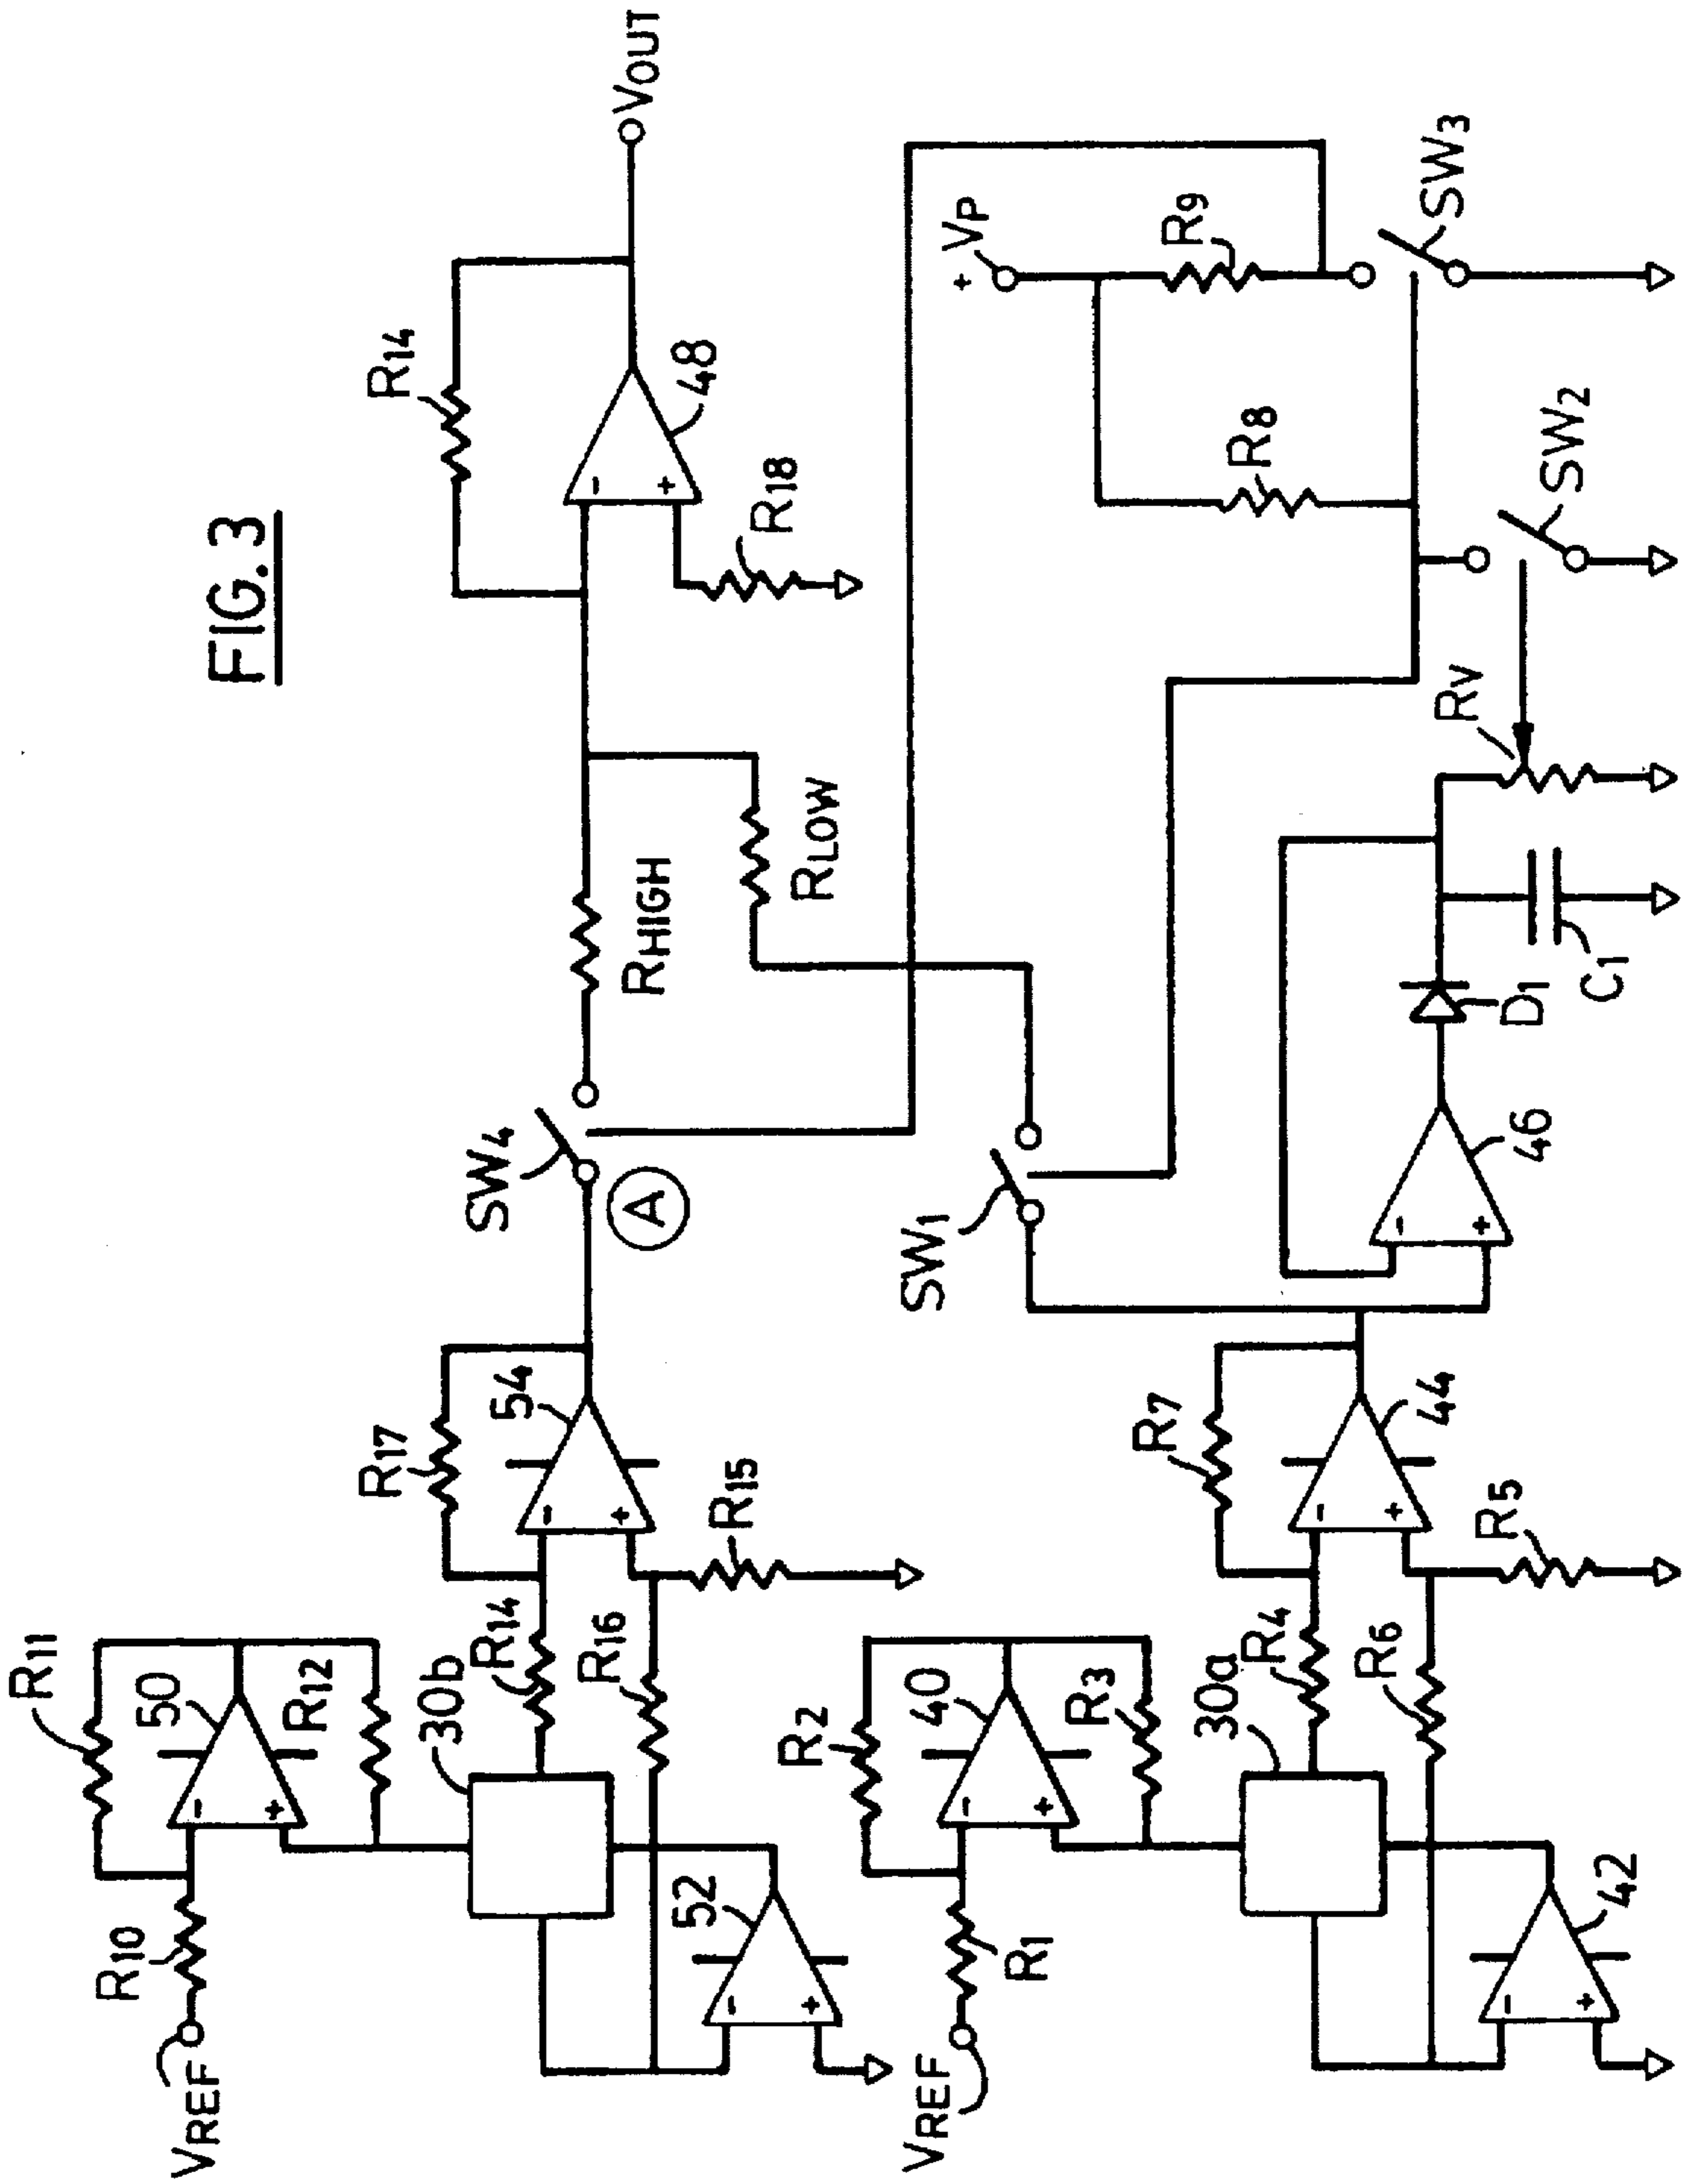 FIG. 3
VREF
R10
R11
50
R12
30b
R14
R16
52
R17
54
R15
SW4
A
RHIGH
RLOW
R14
48
R18
VOUT
VREF
R1
R2
40
R3
30a
R4
R6
42
R7
44
R5
SW1
46
D1
C1
RV
+ VP
R8
R9
SW2
SW3